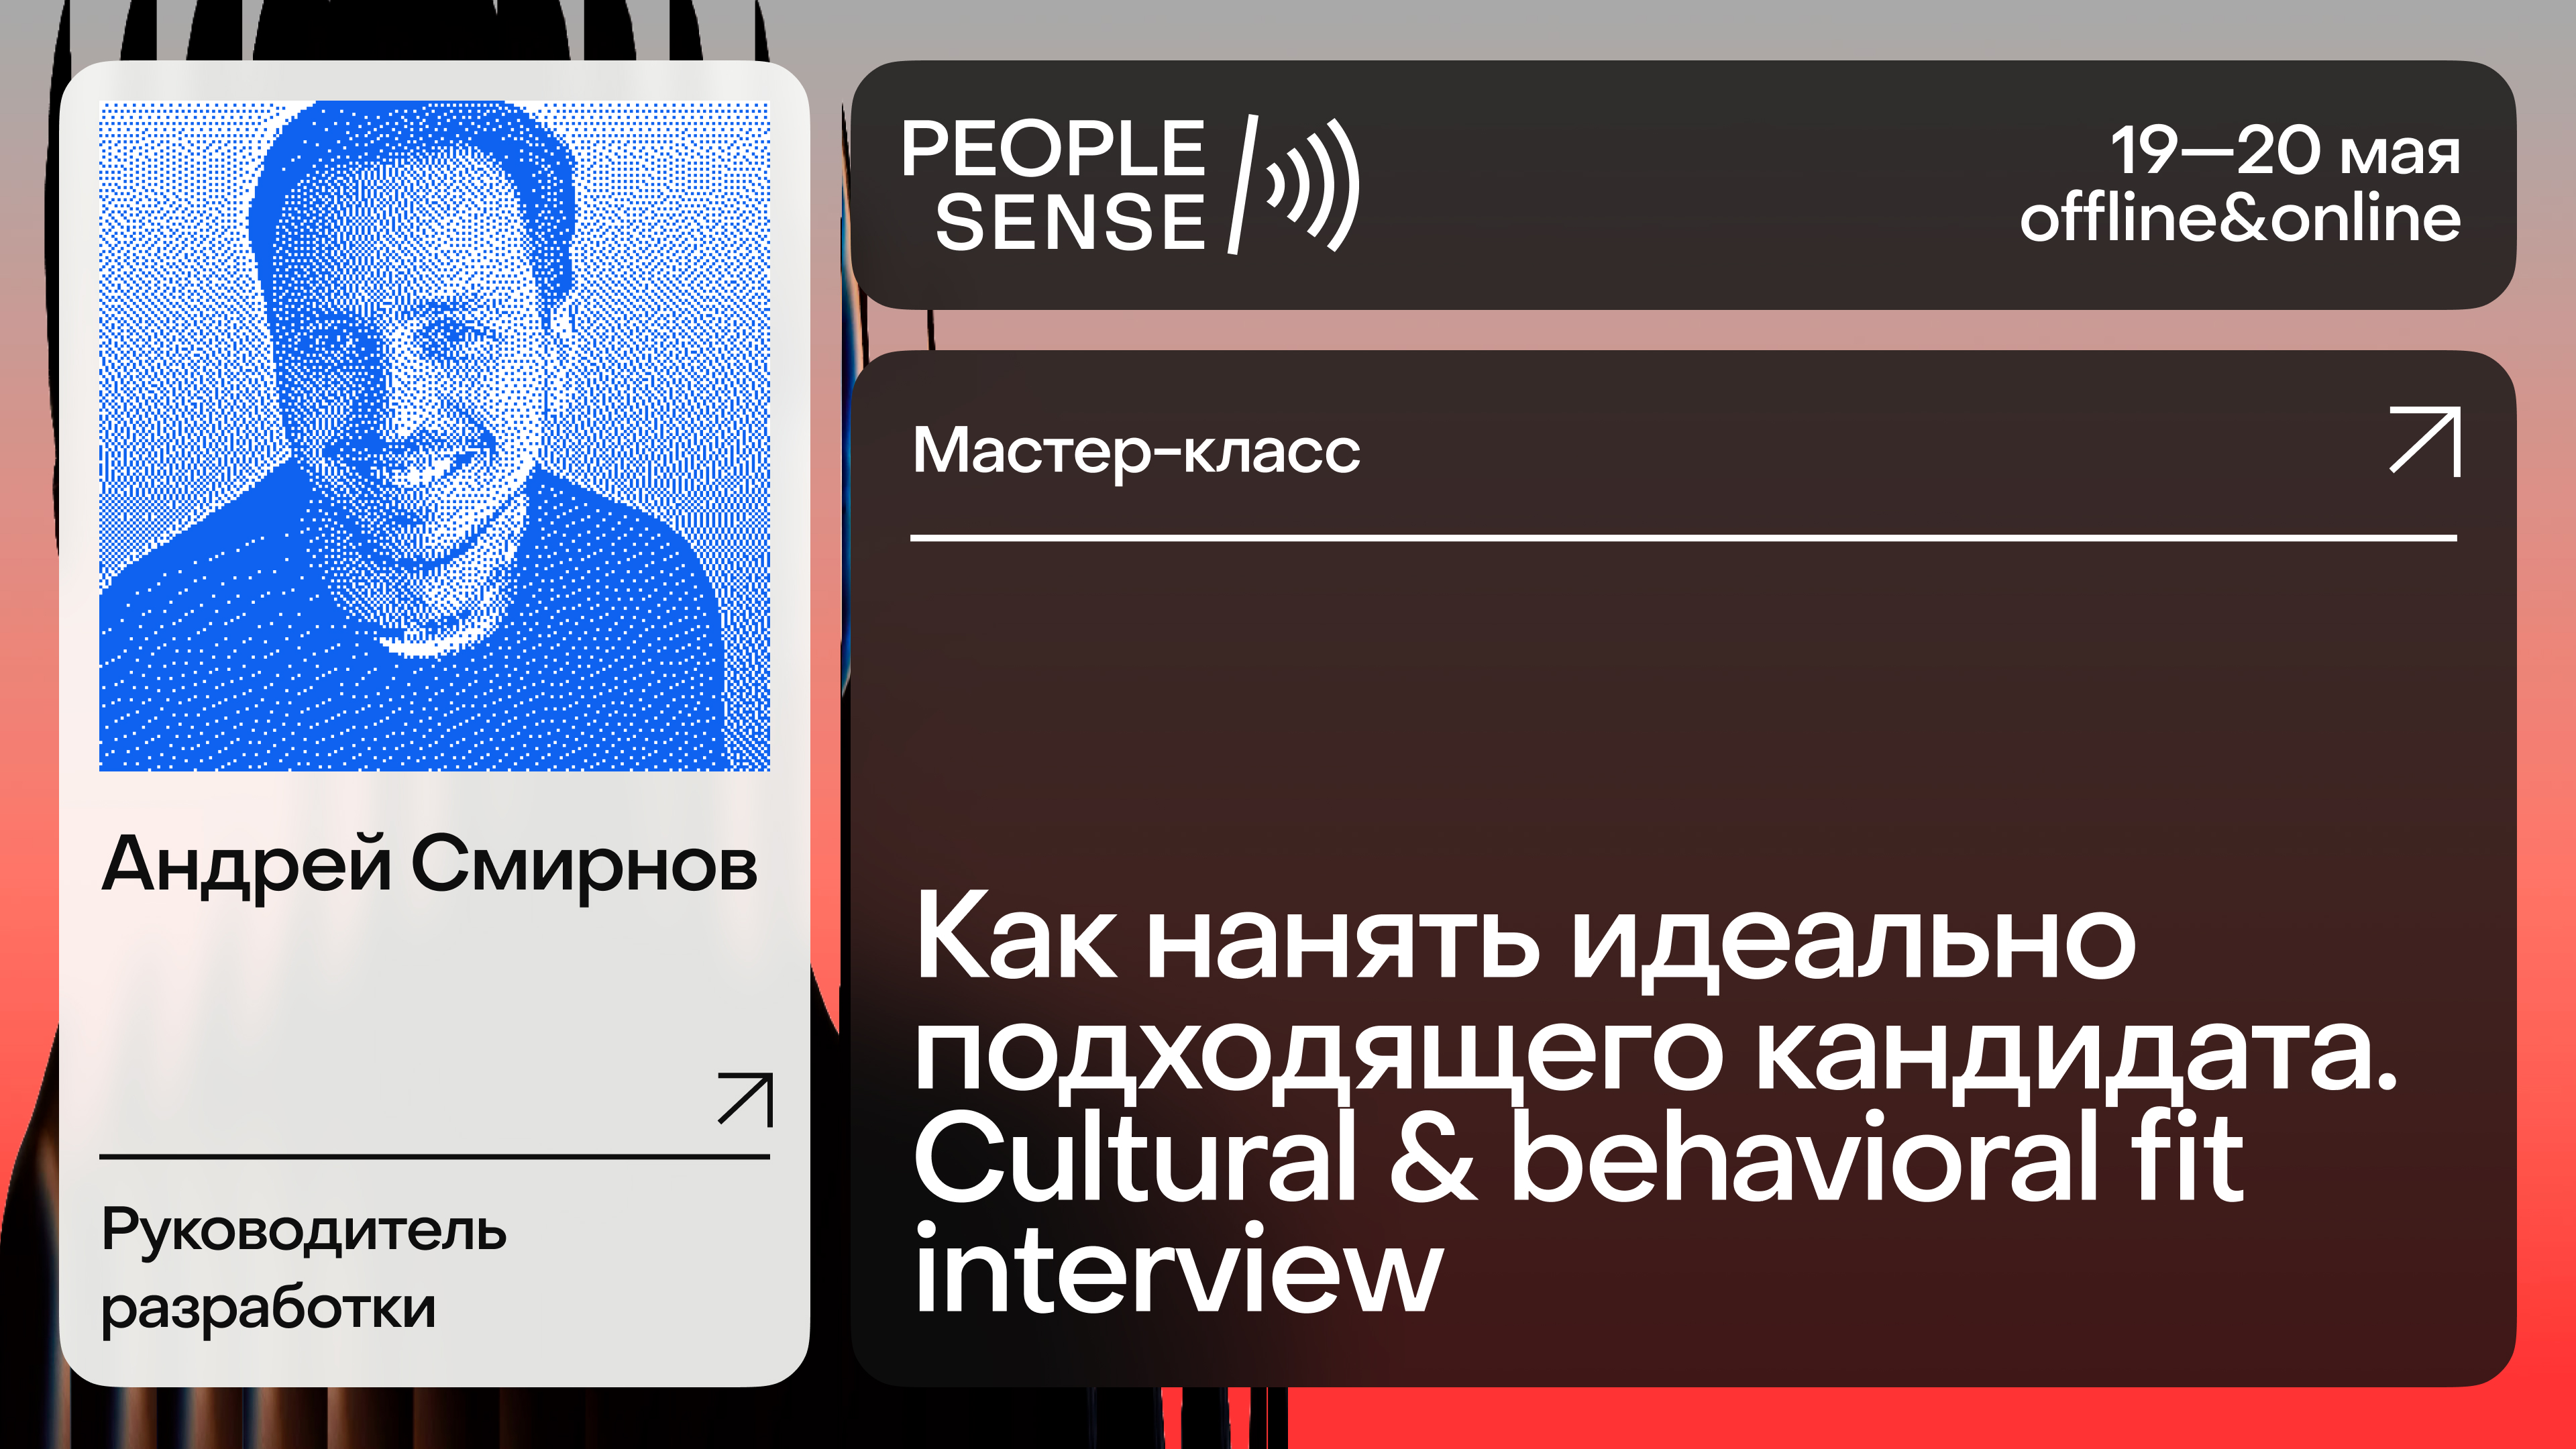 Андрей Смирнов
Руководитель
разработки
PEOPLE
SENSE
19—20 мая
offline&online
Мастер-класс
Как нанять идеально
подходящего кандидата.
Cultural & behavioral fit
interview